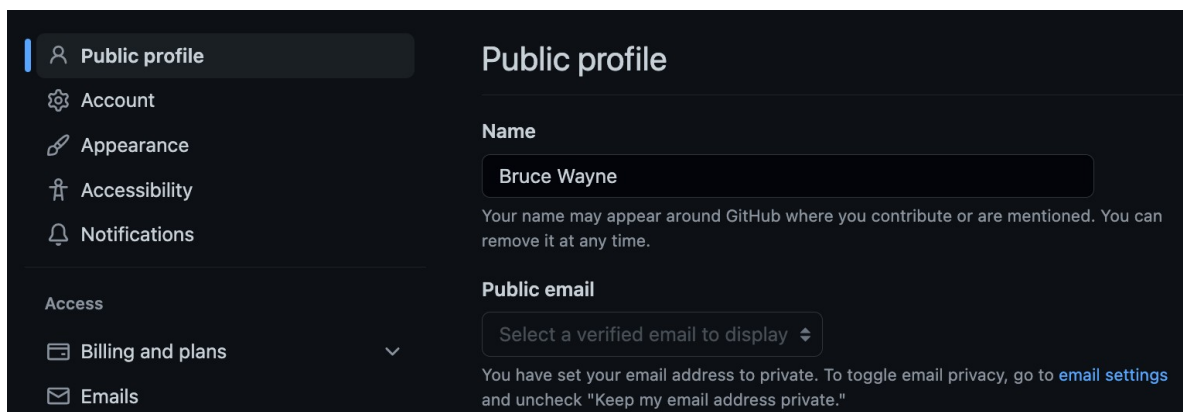 Public profile
Account
Appearance
Accessibility
Notifications
Access
Billing and plans
Emails
Public profile
Name
Bruce Wayne
Your name may appear around GitHub where you contribute or are mentioned. You can
remove it at any time.
Public email
Select a verified email to display
You have set your email address to private. To toggle email privacy, go to email settings
and uncheck "Keep my email address private."